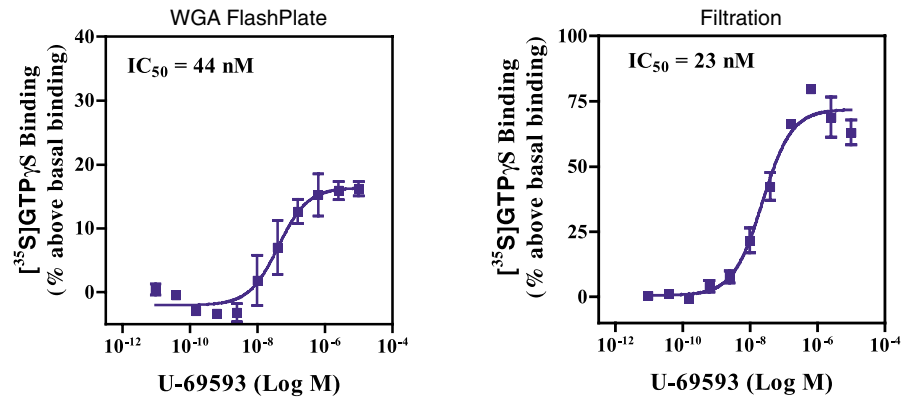 WGA FlashPlate
[³⁵S]GTPγS Binding
(% above basal binding)
40
30
20
10
0
IC₅₀ = 44 nM
10⁻¹² 10⁻¹⁰ 10⁻⁸ 10⁻⁶ 10⁻⁴
U-69593 (Log M)
Filtration
[³⁵S]GTPγS Binding
(% above basal binding)
100
75
50
25
0
IC₅₀ = 23 nM
10⁻¹² 10⁻¹⁰ 10⁻⁸ 10⁻⁶ 10⁻⁴
U-69593 (Log M)